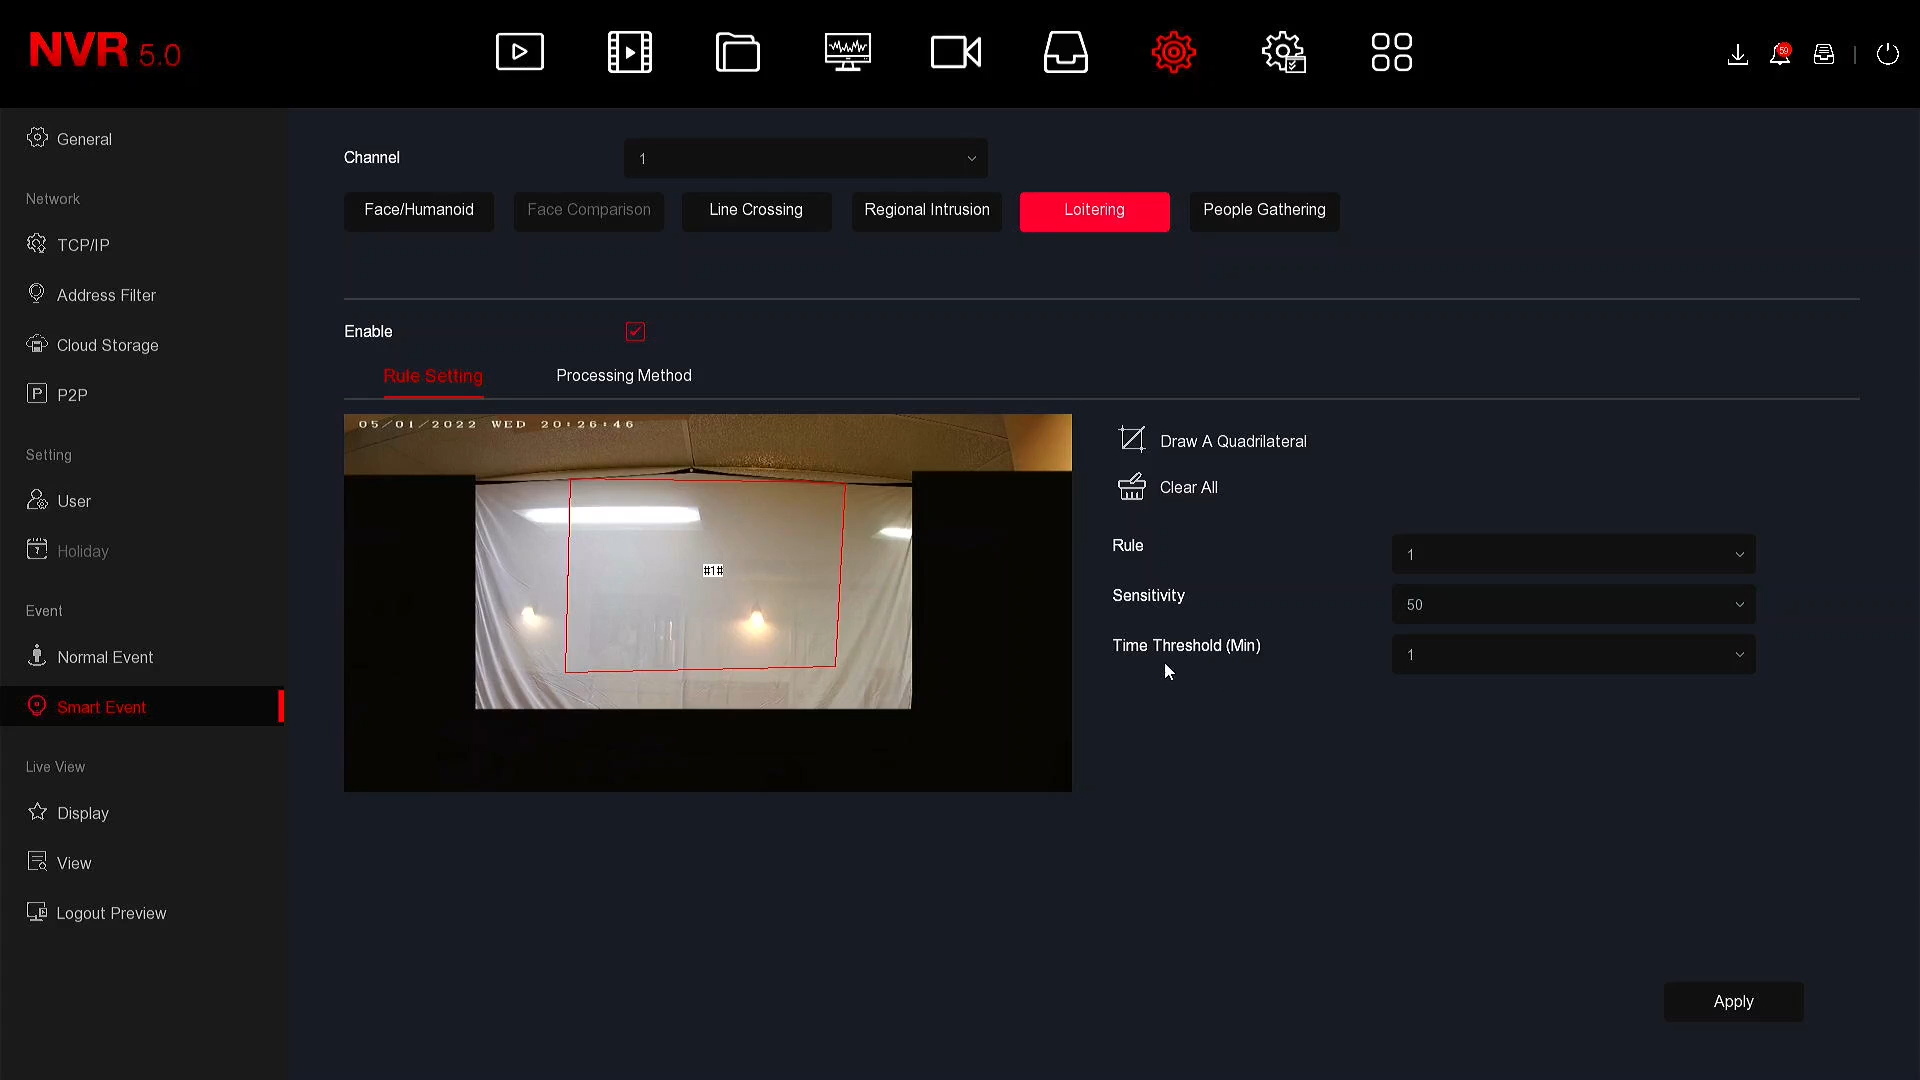 NVR 5.0
59
General
Network
TCP/IP
Address Filter
Cloud Storage
P
P2P
Setting
User
7
Holiday
Event
Normal Event
Smart Event
Live View
Display
View
Logout Preview
Channel
1
Face/Humanoid
Face Comparison
Line Crossing
Regional Intrusion
Loitering
People Gathering
Enable
Rule Setting
Processing Method
05/01/2022 WED 20:26:46
#1#
Draw A Quadrilateral
Clear All
Rule
1
Sensitivity
50
Time Threshold (Min)
1
Apply